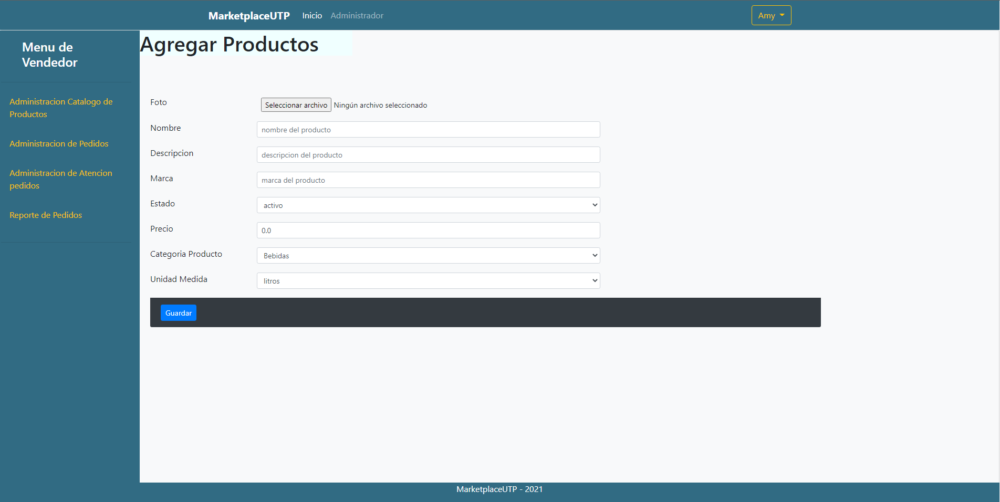 MarketplaceUTP Inicio Administrador Amy
Menu de
Vendedor
Administracion Catalogo de
Productos
Administracion de Pedidos
Administracion de Atencion
pedidos
Reporte de Pedidos
Agregar Productos
Foto Seleccionar archivo Ningún archivo seleccionado
Nombre nombre del producto
Descripcion descripcion del producto
Marca marca del producto
Estado activo
Precio 0.0
Categoria Producto Bebidas
Unidad Medida litros
Guardar
MarketplaceUTP - 2021